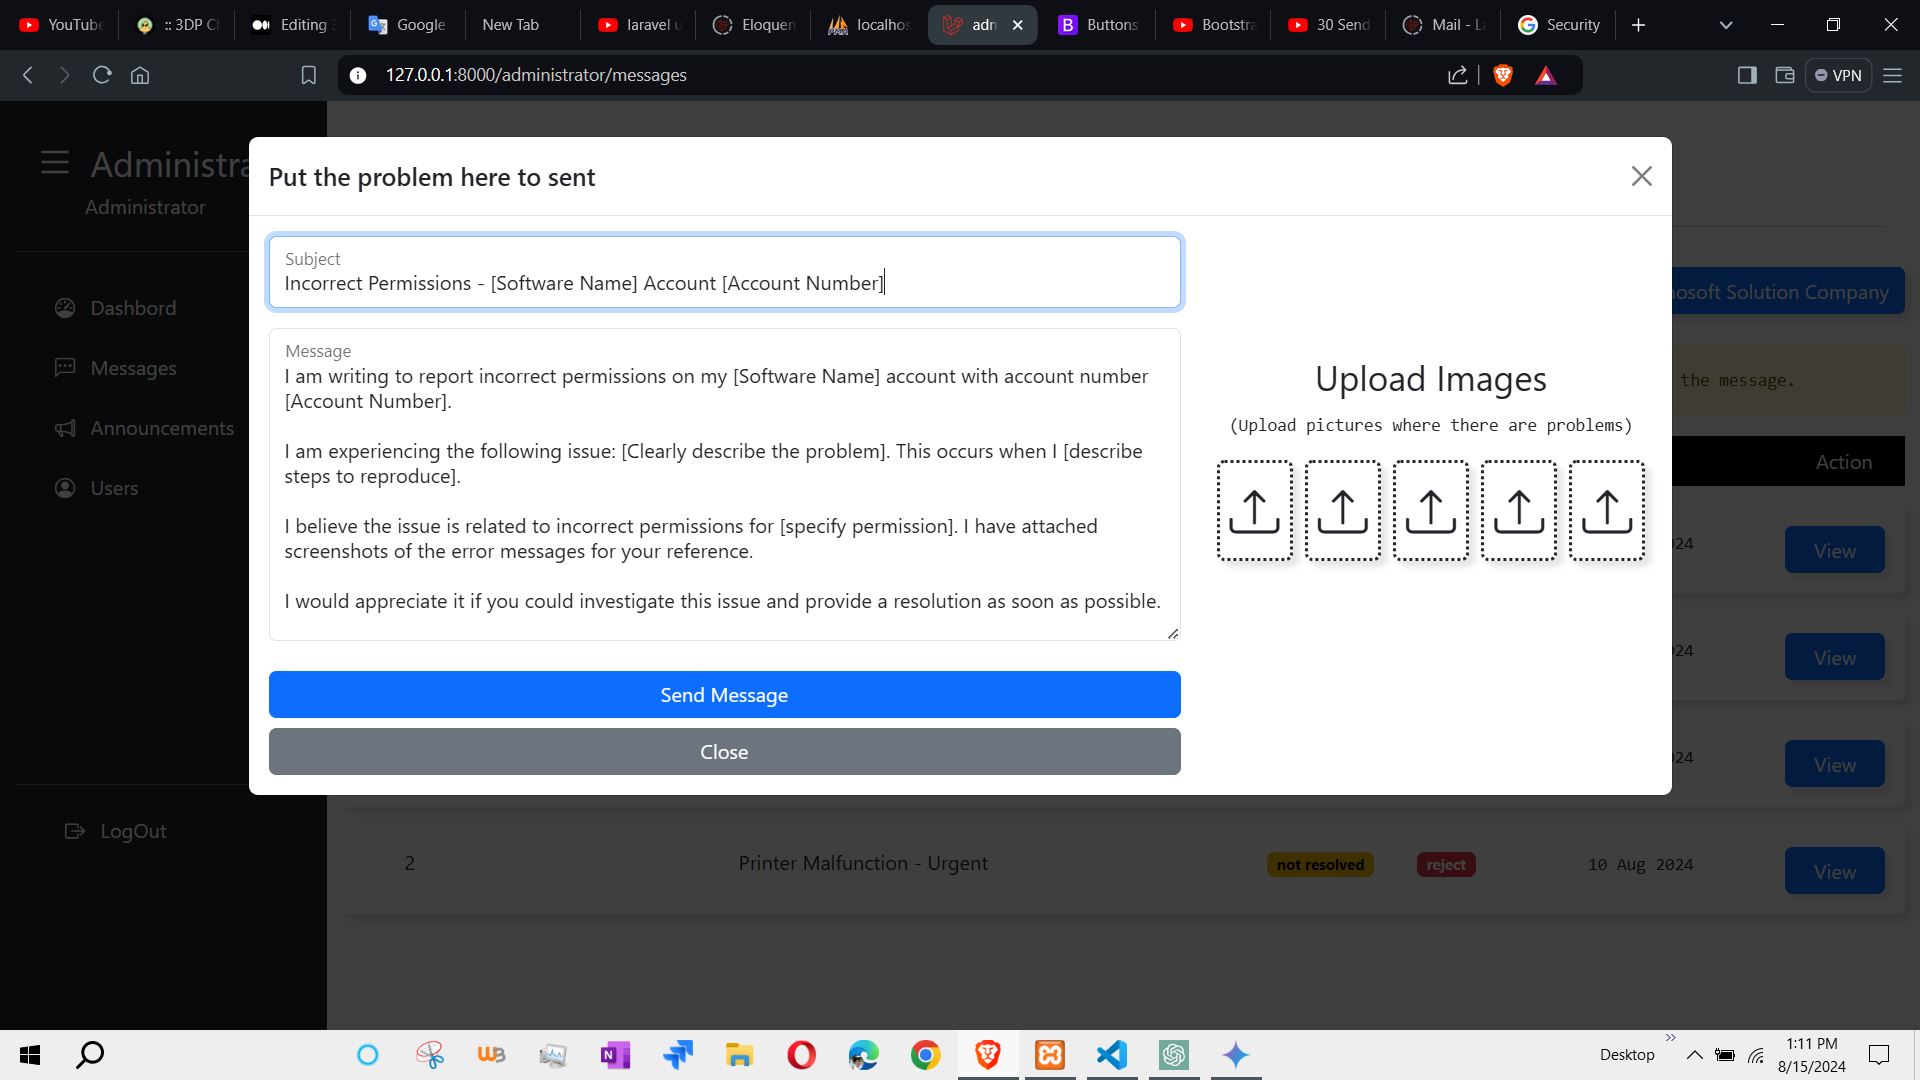 YouTube
:: 3DP Cl
Editing
Google
New Tab
laravel u
Eloquen
localhos
adn
Buttons
Bootstra
30 Send
Mail - La
Security
127.0.0.1:8000/administrator/messages
VPN
Administra
Administrator
Dashbord
Messages
Announcements
Users
LogOut
Put the problem here to sent
Subject
Incorrect Permissions - [Software Name] Account [Account Number]
Message
I am writing to report incorrect permissions on my [Software Name] account with account number
[Account Number].
I am experiencing the following issue: [Clearly describe the problem]. This occurs when I [describe
steps to reproduce].
I believe the issue is related to incorrect permissions for [specify permission]. I have attached
screenshots of the error messages for your reference.
I would appreciate it if you could investigate this issue and provide a resolution as soon as possible.
Send Message
Close
Upload Images
(Upload pictures where there are problems)
nosoft Solution Company
the message.
Action
024 View
024 View
024 View
2 Printer Malfunction - Urgent not resolved reject 10 Aug 2024 View
Desktop
1:11 PM
8/15/2024